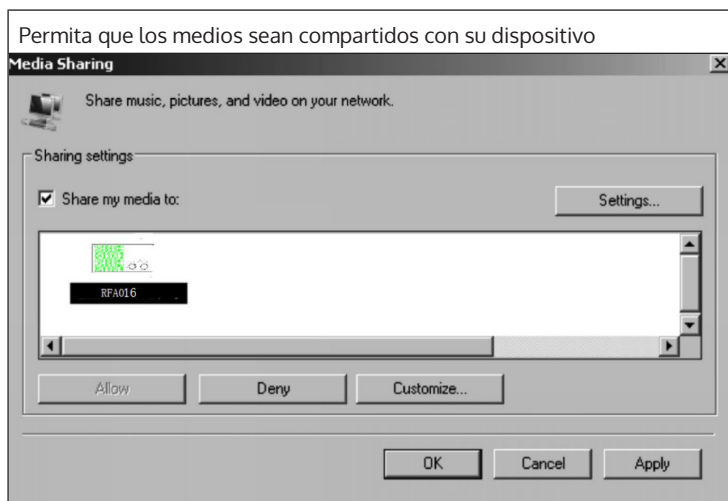 Permita que los medios sean compartidos con su dispositivo
Media Sharing
Share music, pictures, and video on your network.
Sharing settings
Share my media to:
Settings...
RFA016
Allow
Deny
Customize...
OK
Cancel
Apply